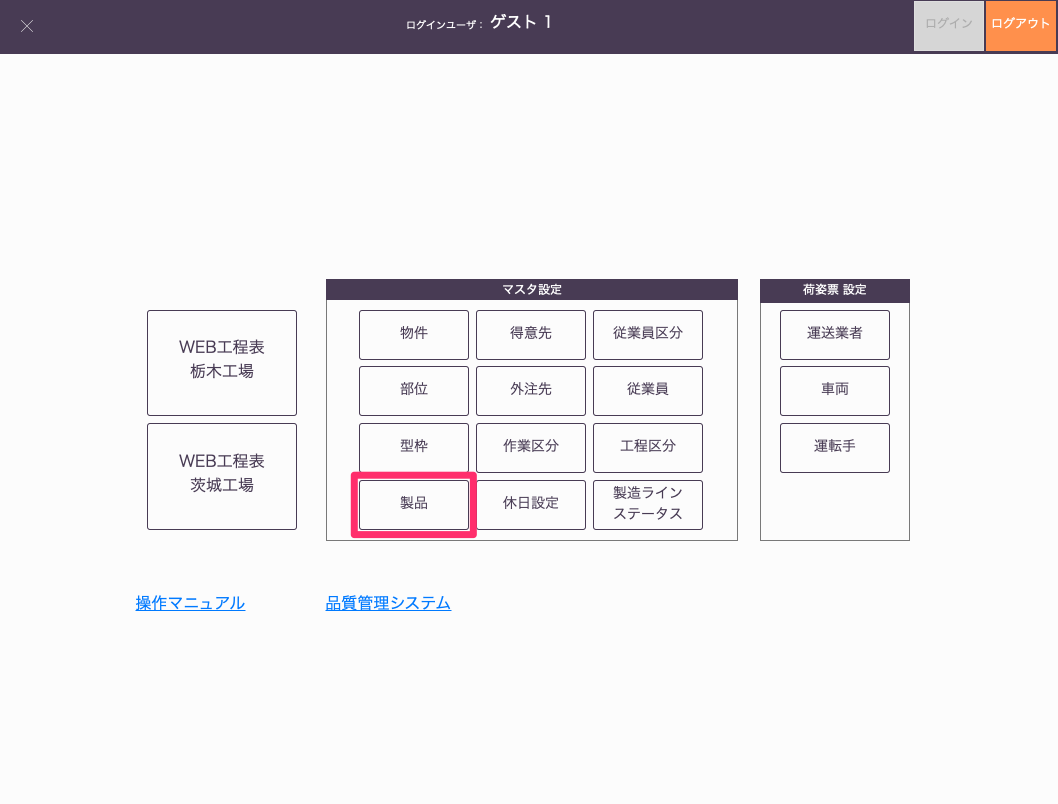 ログインユーザ： ゲスト 1
ログイン
ログアウト
WEB工程表
栃木工場
WEB工程表
茨城工場
マスタ設定
物件
得意先
従業員区分
部位
外注先
従業員
型枠
作業区分
工程区分
製品
休日設定
製造ライン
ステータス
荷姿票 設定
運送業者
車両
運転手
操作マニュアル
品質管理システム